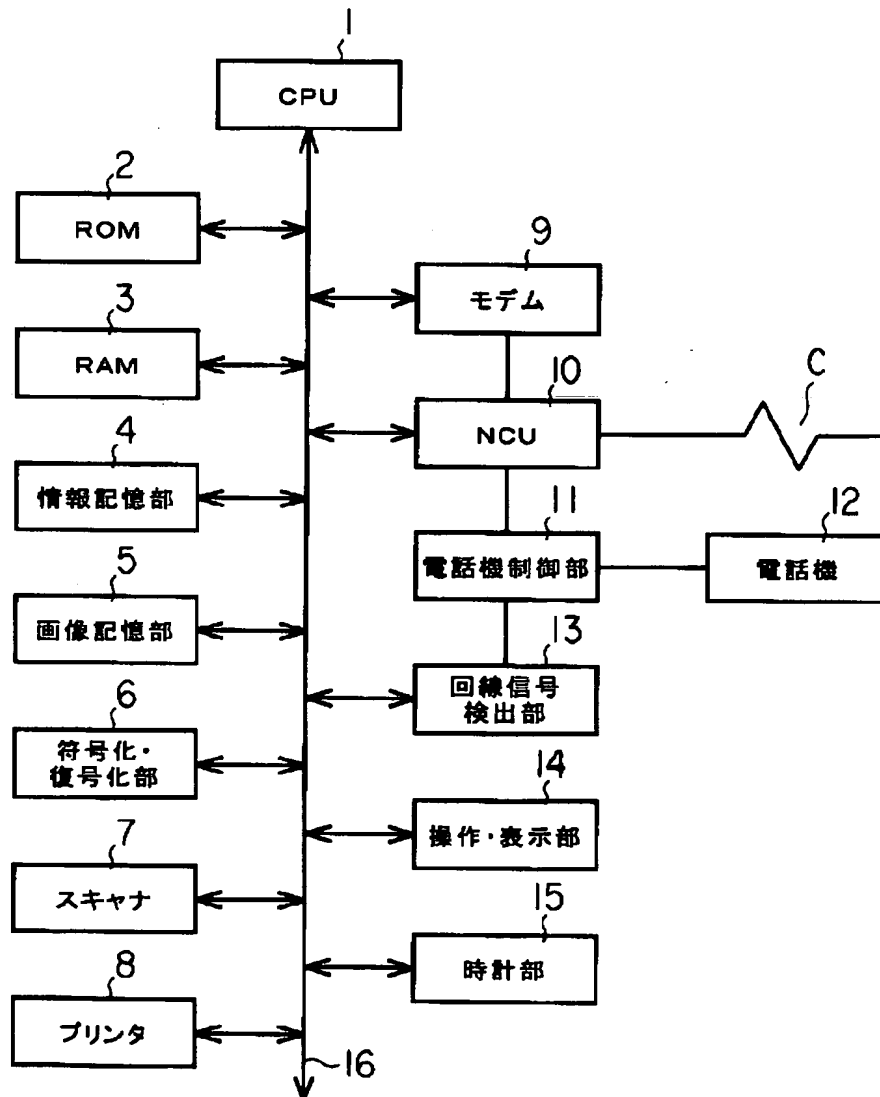 1
CPU
2
ROM
3
RAM
4
情報記憶部
5
画像記憶部
6
符号化・
復号化部
7
スキャナ
8
プリンタ
9
モデム
10
NCU
C
11
電話機制御部
12
電話機
13
回線信号
検出部
14
操作・表示部
15
時計部
16